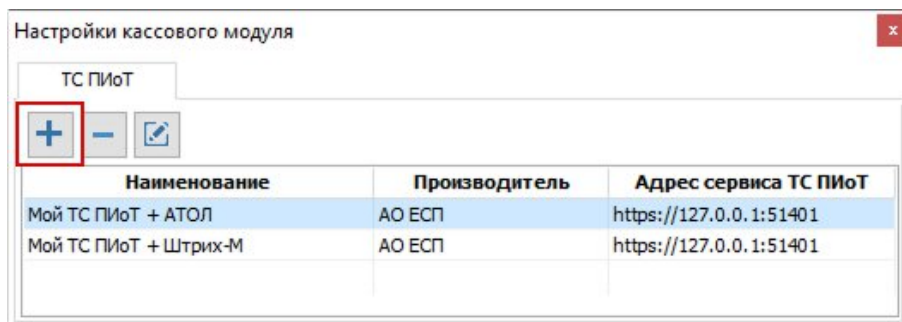 Настройки кассового модуля
x
ТС ПИоТ
Наименование Производитель Адрес сервиса ТС ПИоТ
Мой ТС ПИоТ + АТОЛ АО ЕСП https://127.0.0.1:51401
Мой ТС ПИоТ + Штрих-М АО ЕСП https://127.0.0.1:51401